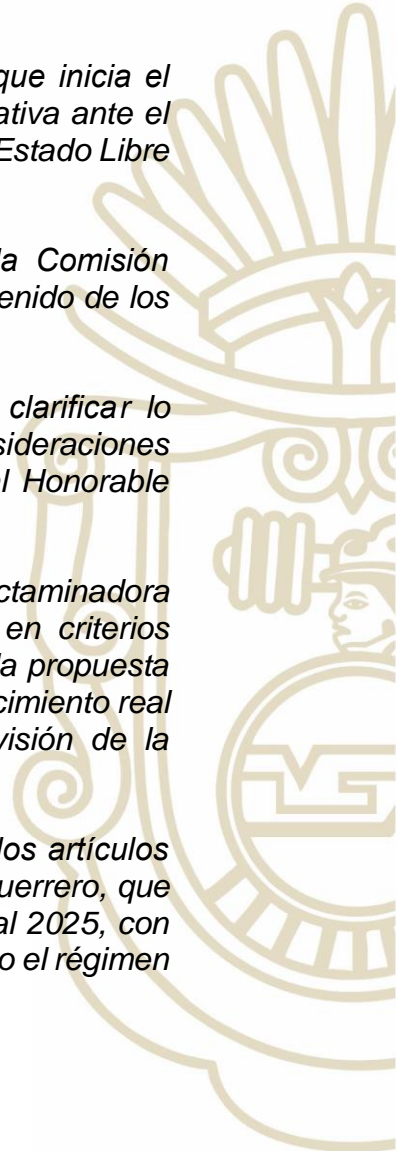 que inicia el
ativa ante el
Estado Libre
la Comisión
enido de los
clarificar lo
sideraciones
l Honorable
ctaminadora
en criterios
la propuesta
cimiento real
visión de la
los artículos
uerrero, que
al 2025, con
o el régimen